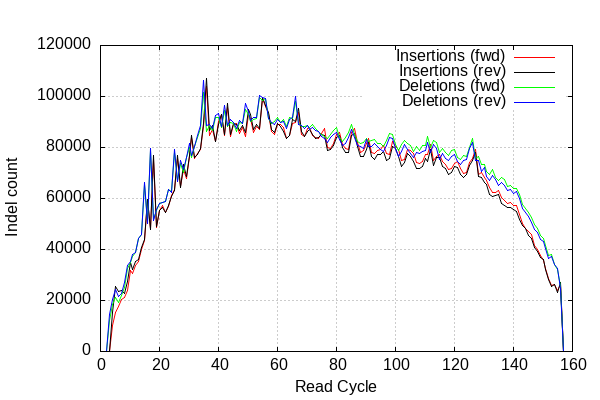 120000
100000
80000
60000
40000
20000
0
Indel count
Insertions (fwd)
Insertions (rev)
Deletions (fwd)
Deletions (rev)
0 20 40 60 80 100 120 140 160
Read Cycle